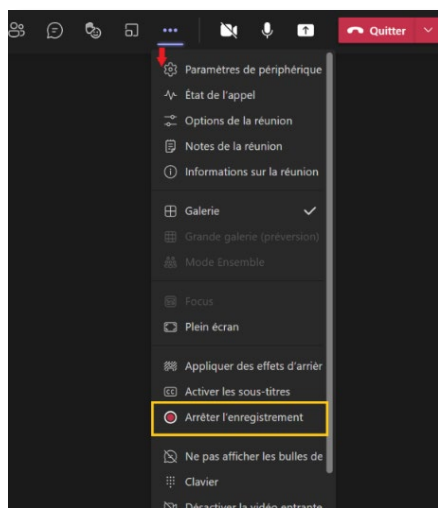 Quitter
Paramètres de périphérique
État de l'appel
Options de la réunion
Notes de la réunion
Informations sur la réunion
Galerie
Grande galerie (préversion)
Mode Ensemble
Focus
Plein écran
Appliquer des effets d'arrièr
CC Activer les sous-titres
Arrêter l'enregistrement
Ne pas afficher les bulles de
Clavier
Désactiver la vidéo entrante